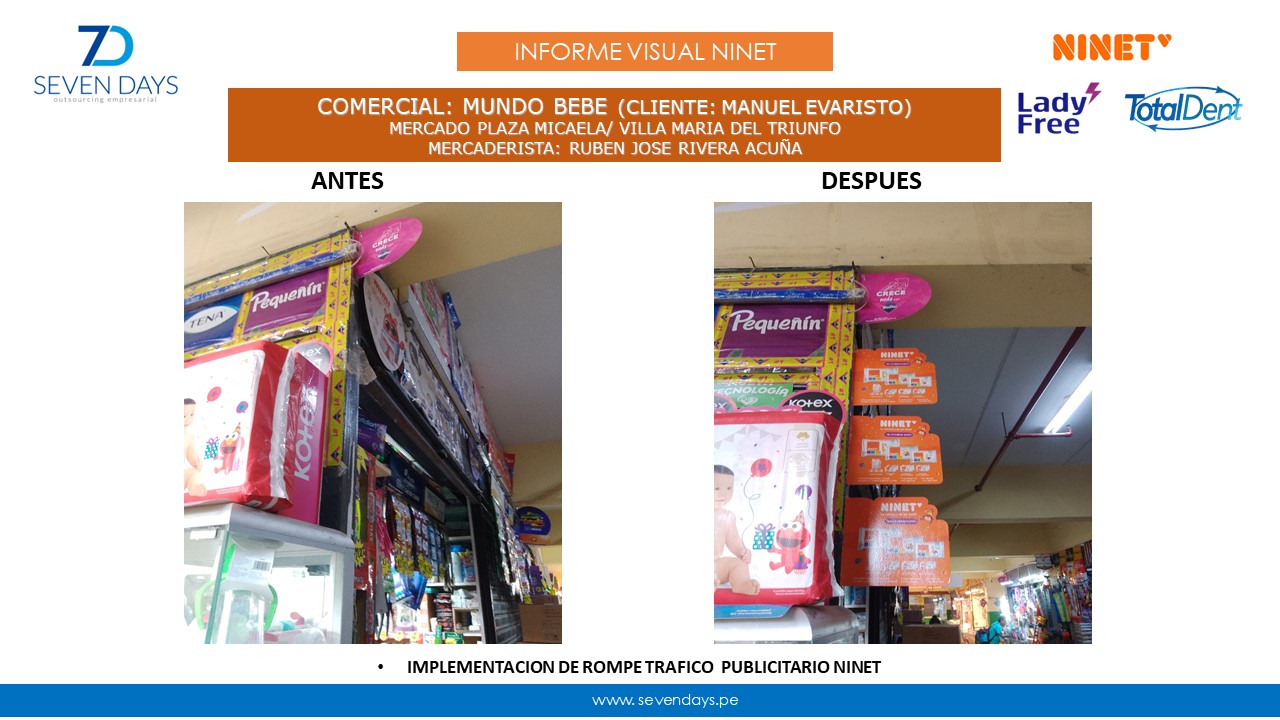 7D
SEVEN DAYS
outsourcing empresarial
INFORME VISUAL NINET
NINET
Lady
Free
TotalDent
COMERCIAL: MUNDO BEBE (CLIENTE: MANUEL EVARISTO)
MERCADO PLAZA MICAELA/ VILLA MARIA DEL TRIUNFO
MERCADERISTA: RUBEN JOSE RIVERA ACUÑA
ANTES
DESPUES
CRECE
Pequeñín
TENA
Kotex
CRECE
Pequeñín
TECNOLOGÍA
Kotex
NINET
NINET
NINET
• IMPLEMENTACION DE ROMPE TRAFICO PUBLICITARIO NINET
www.sevendays.pe